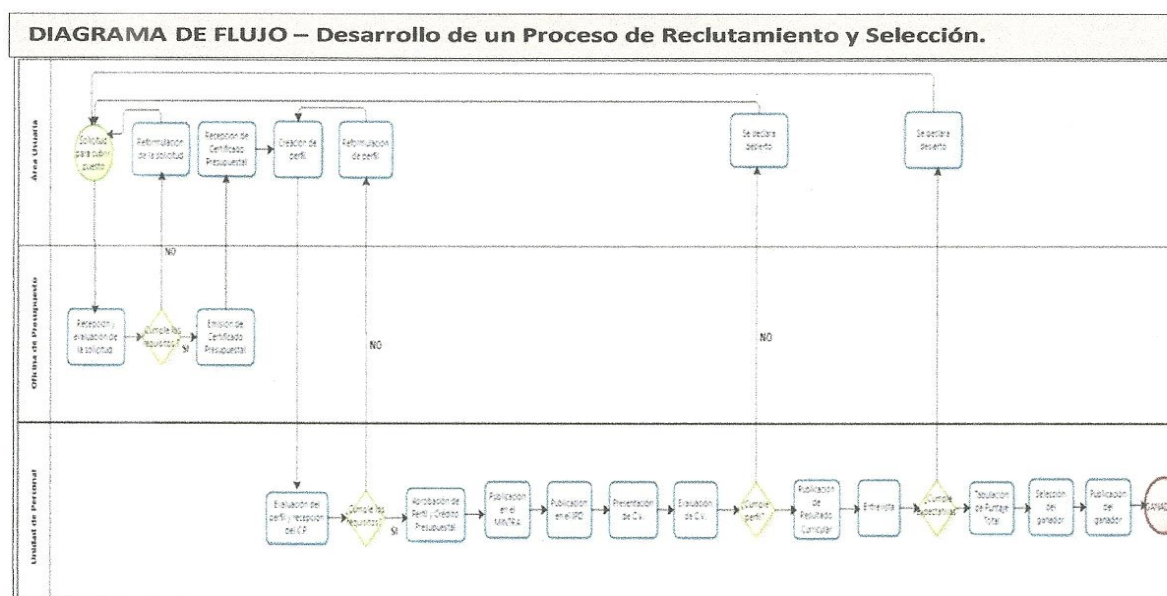 DIAGRAMA DE FLUJO – Desarrollo de un Proceso de Reclutamiento y Selección.
Área Usuaria
Solicitud
para cubrir
puesto
Reformulación
de la solicitud
Recepción de
Certificado
Presupuestal
Creación de
perfil
Reformulación
de perfil
Se declara
desierto
Se declara
desierto
NO
NO
NO
Oficina de Presupuesto
Recepción y
evaluación de
la solicitud
Cumple los
requisitos?
SI
Emisión de
Certificado
Presupuestal
Unidad de Personal
Evaluación del
perfil y recepción
del C.P
Cumple los
requisitos?
SI
Aprobación de
Perfil y Crédito
Presupuestal
Publicación
en el
MINTRA
Publicación
en el
Presentación
de C.V.
Evaluación
de C.V.
¿Cumple
perfil?
Publicación
de
Resultado
Curricular
Entrevista
¿Cumple
expectativas
Tabulación
de Puntaje
Total
Selección
del
ganador
Publicación
del
ganador
GANAD